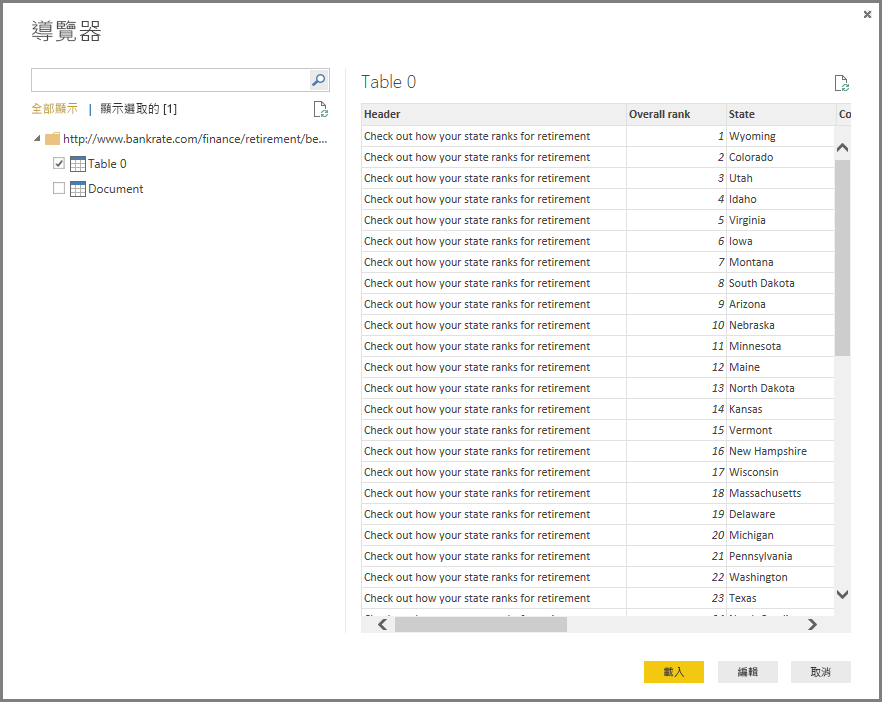 導覽器
全部顯示 | 顯示選取的 [1]
http://www.bankrate.com/finance/retirement/be...
Table 0
Document
Table 0
Header Overall rank State Co
Check out how your state ranks for retirement 1 Wyoming
Check out how your state ranks for retirement 2 Colorado
Check out how your state ranks for retirement 3 Utah
Check out how your state ranks for retirement 4 Idaho
Check out how your state ranks for retirement 5 Virginia
Check out how your state ranks for retirement 6 Iowa
Check out how your state ranks for retirement 7 Montana
Check out how your state ranks for retirement 8 South Dakota
Check out how your state ranks for retirement 9 Arizona
Check out how your state ranks for retirement 10 Nebraska
Check out how your state ranks for retirement 11 Minnesota
Check out how your state ranks for retirement 12 Maine
Check out how your state ranks for retirement 13 North Dakota
Check out how your state ranks for retirement 14 Kansas
Check out how your state ranks for retirement 15 Vermont
Check out how your state ranks for retirement 16 New Hampshire
Check out how your state ranks for retirement 17 Wisconsin
Check out how your state ranks for retirement 18 Massachusetts
Check out how your state ranks for retirement 19 Delaware
Check out how your state ranks for retirement 20 Michigan
Check out how your state ranks for retirement 21 Pennsylvania
Check out how your state ranks for retirement 22 Washington
Check out how your state ranks for retirement 23 Texas
載入 編輯 取消